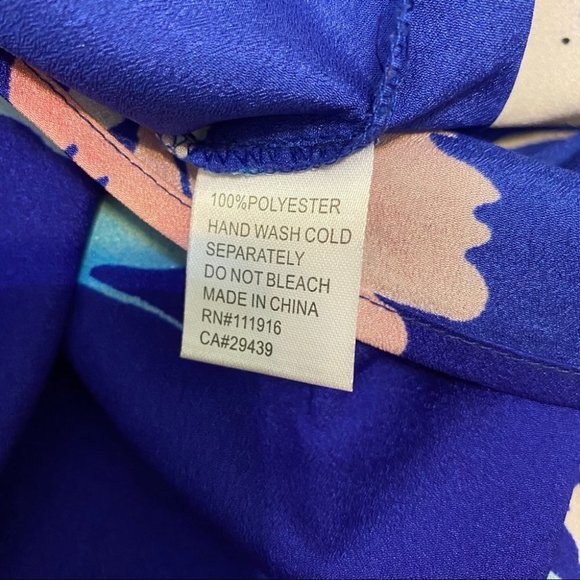 100%POLYESTER
HAND WASH COLD
SEPARATELY
DO NOT BLEACH
MADE IN CHINA
RN#111916
CA#29439